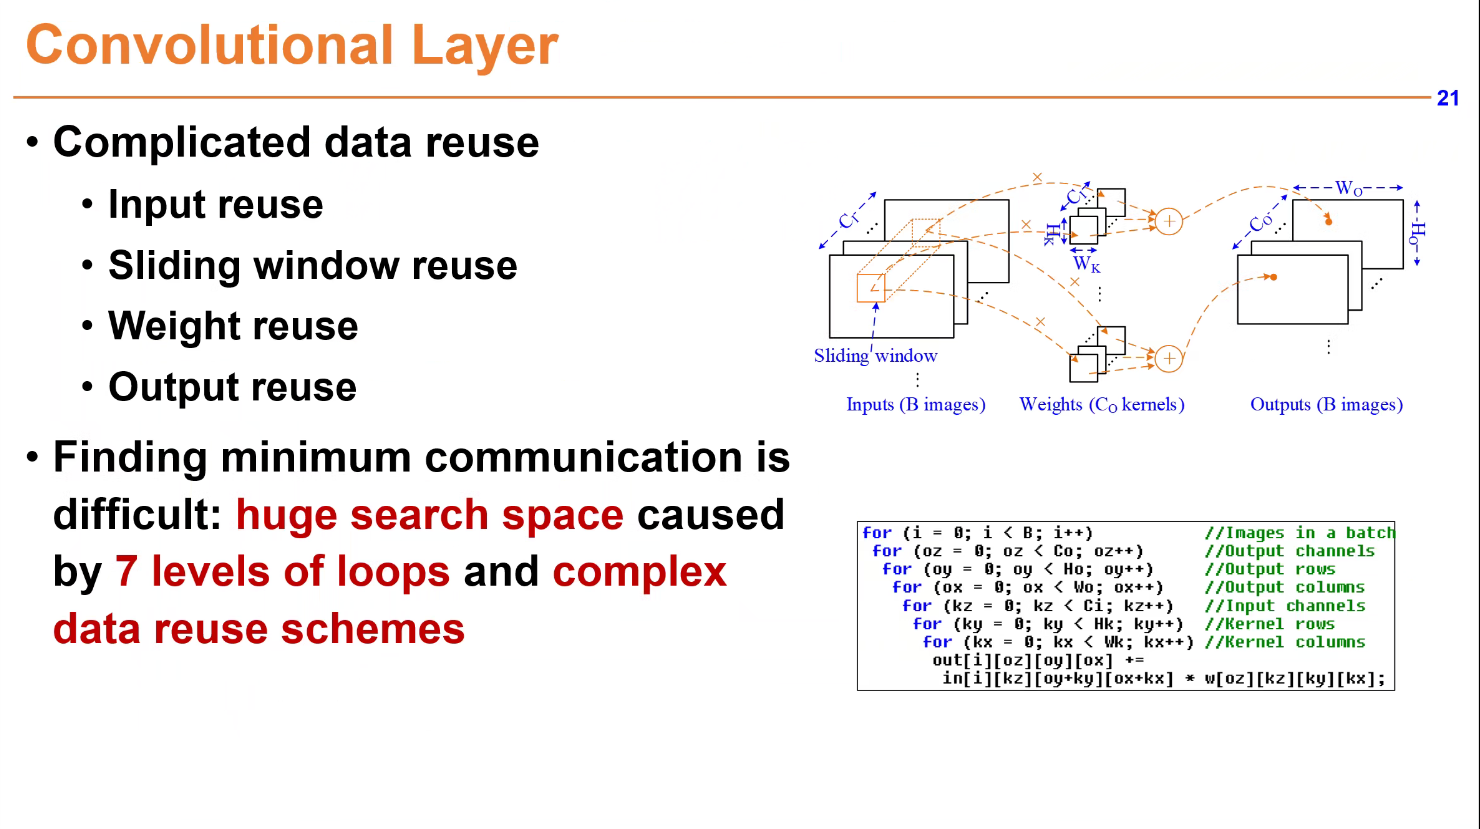 Convolutional Layer
21
• Complicated data reuse
• Input reuse
• Sliding window reuse
• Weight reuse
• Output reuse
• Finding minimum communication is
difficult: huge search space caused
by 7 levels of loops and complex
data reuse schemes
C_I
Sliding window
Inputs (B images)
×
×
×
×
C_I
H_K
W_K
+
+
Weights (C_O kernels)
W_O
C_O
H_O
Outputs (B images)
for (i = 0; i < B; i++) //Images in a batch
for (oz = 0; oz < Co; oz++) //Output channels
for (oy = 0; oy < Ho; oy++) //Output rows
for (ox = 0; ox < Wo; ox++) //Output columns
for (kz = 0; kz < Ci; kz++) //Input channels
for (ky = 0; ky < Hk; ky++) //Kernel rows
for (kx = 0; kx < Wk; kx++) //Kernel columns
out[i][oz][oy][ox] +=
in[i][kz][oy+ky][ox+kx] * w[oz][kz][ky][kx];